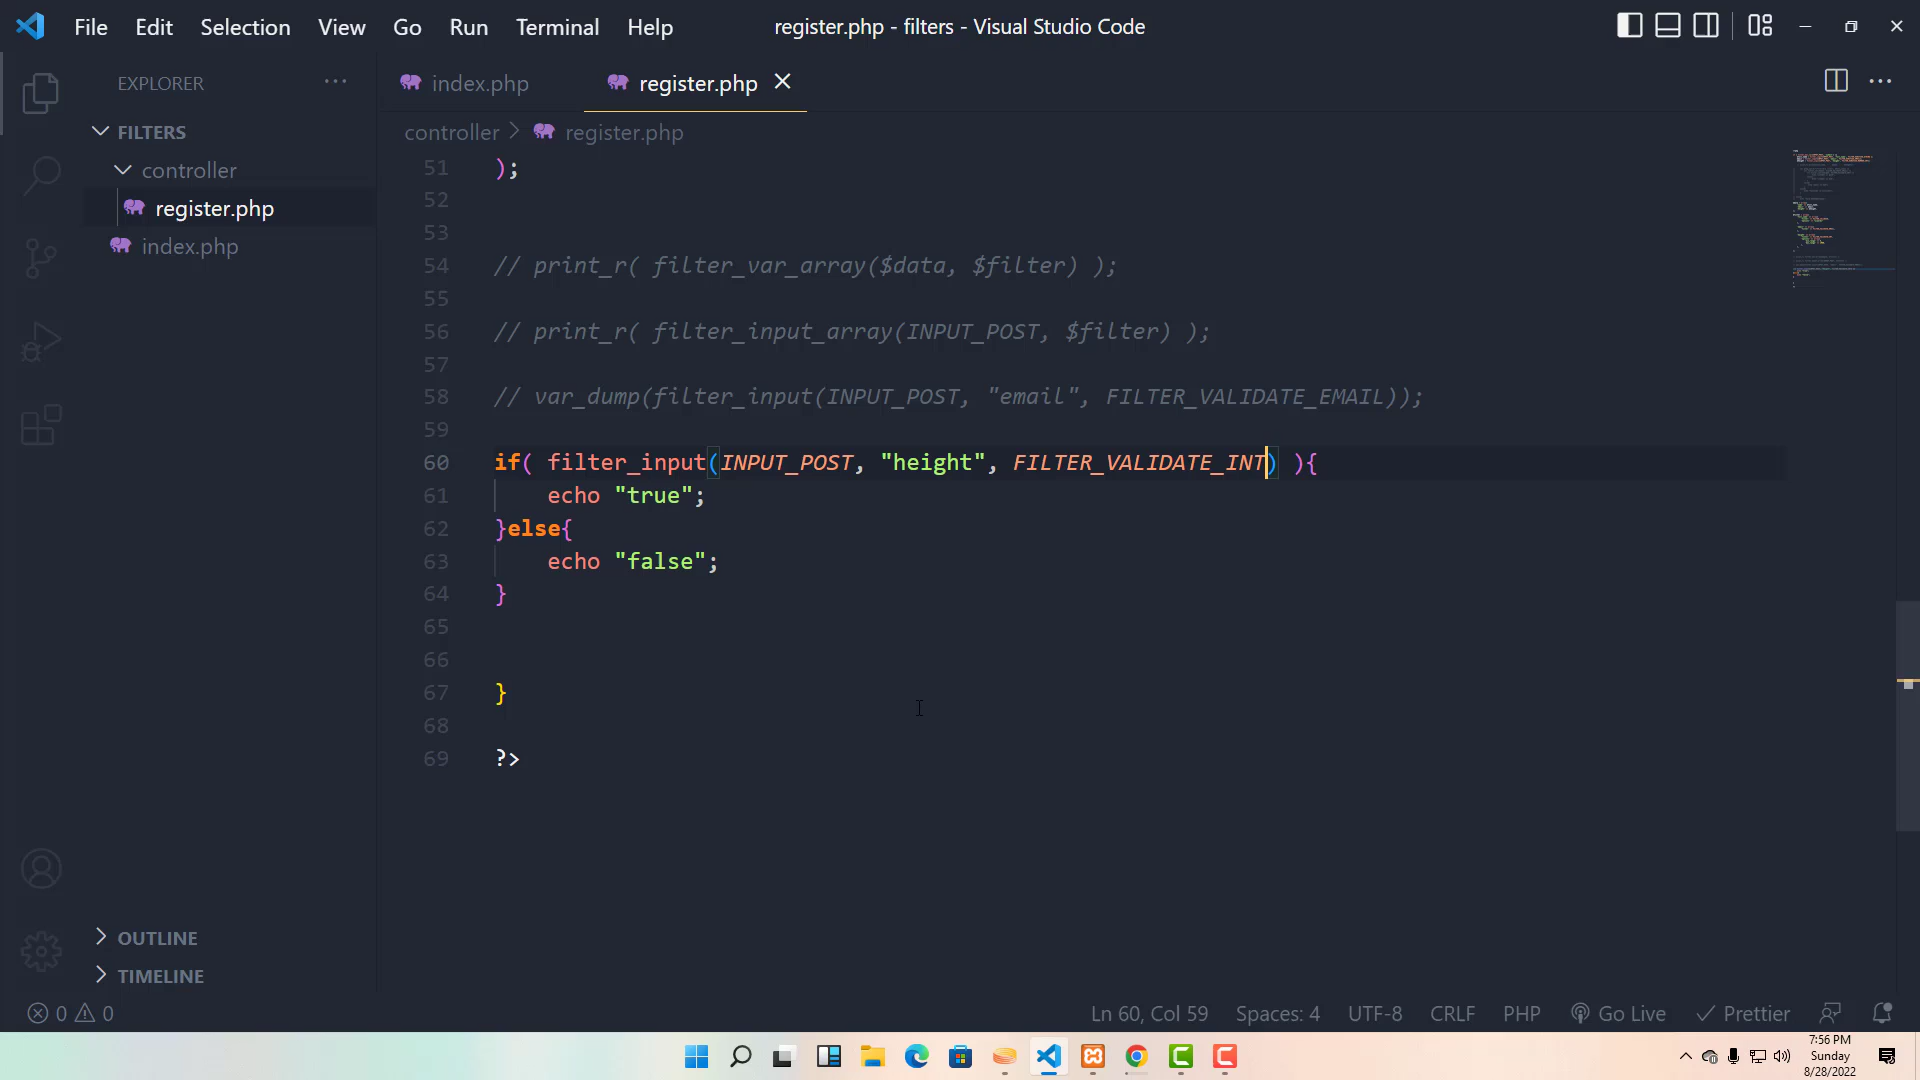 File Edit Selection View Go Run Terminal Help
register.php - filters - Visual Studio Code
EXPLORER
FILTERS
controller
register.php
index.php
OUTLINE
TIMELINE
index.php
register.php
controller > register.php
51 );
52
53
54 // print_r( filter_var_array($data, $filter) );
55
56 // print_r( filter_input_array(INPUT_POST, $filter) );
57
58 // var_dump(filter_input(INPUT_POST, "email", FILTER_VALIDATE_EMAIL));
59
60 if( filter_input(INPUT_POST, "height", FILTER_VALIDATE_INT) ){
61 echo "true";
62 }else{
63 echo "false";
64 }
65
66
67 }
68
69 ?>
0 0
Ln 60, Col 59 Spaces: 4 UTF-8 CRLF PHP Go Live Prettier
7:56 PM
Sunday
8/28/2022